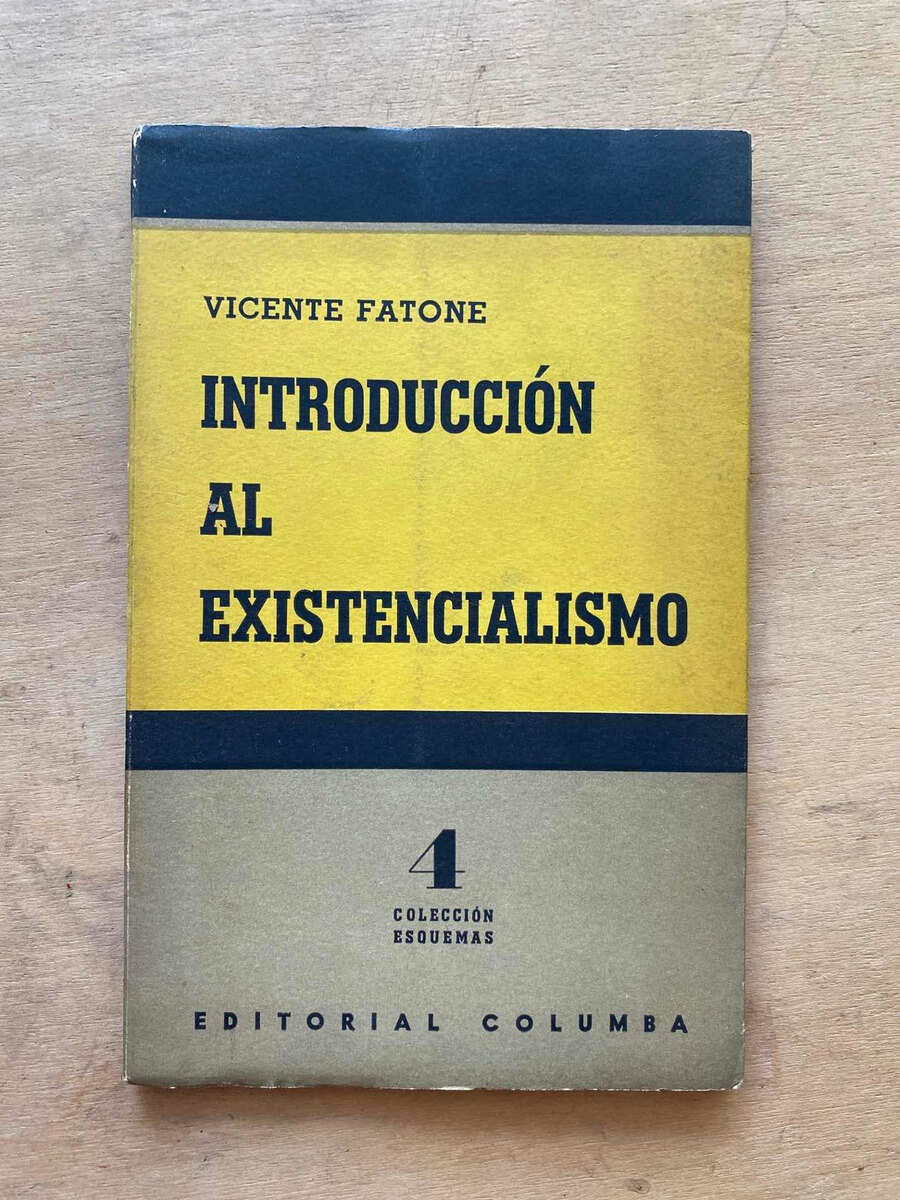 VICENTE FATONE
INTRODUCCIÓN
AL
EXISTENCIALISMO
4
COLECCIÓN
ESQUEMAS
EDITORIAL COLUMBA